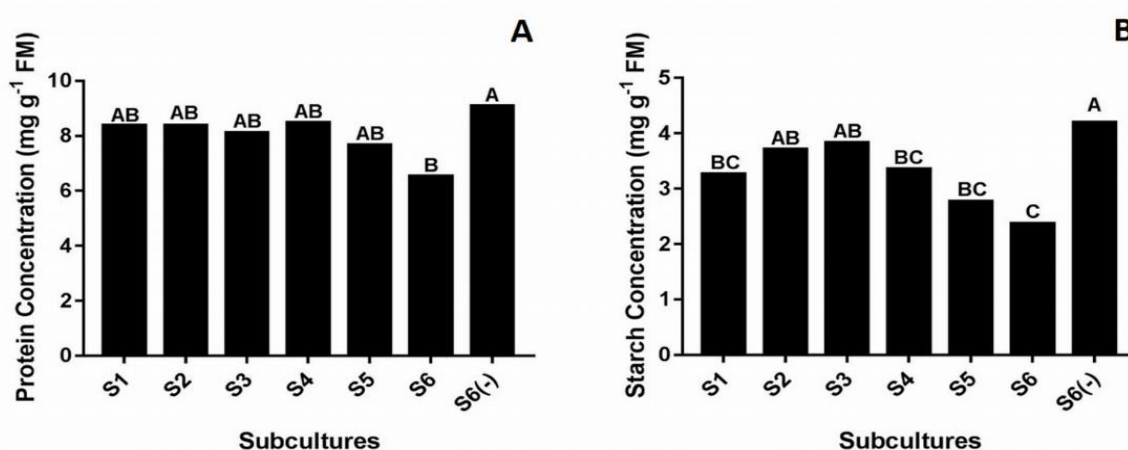 A
Protein Concentration (mg g⁻¹ FM)
10
8
6
4
2
0
AB
AB
AB
AB
AB
B
A
S1
S2
S3
S4
S5
S6
S6(-)
Subcultures
B
Starch Concentration (mg g⁻¹ FM)
5
4
3
2
1
0
BC
AB
AB
BC
BC
C
A
S1
S2
S3
S4
S5
S6
S6(-)
Subcultures